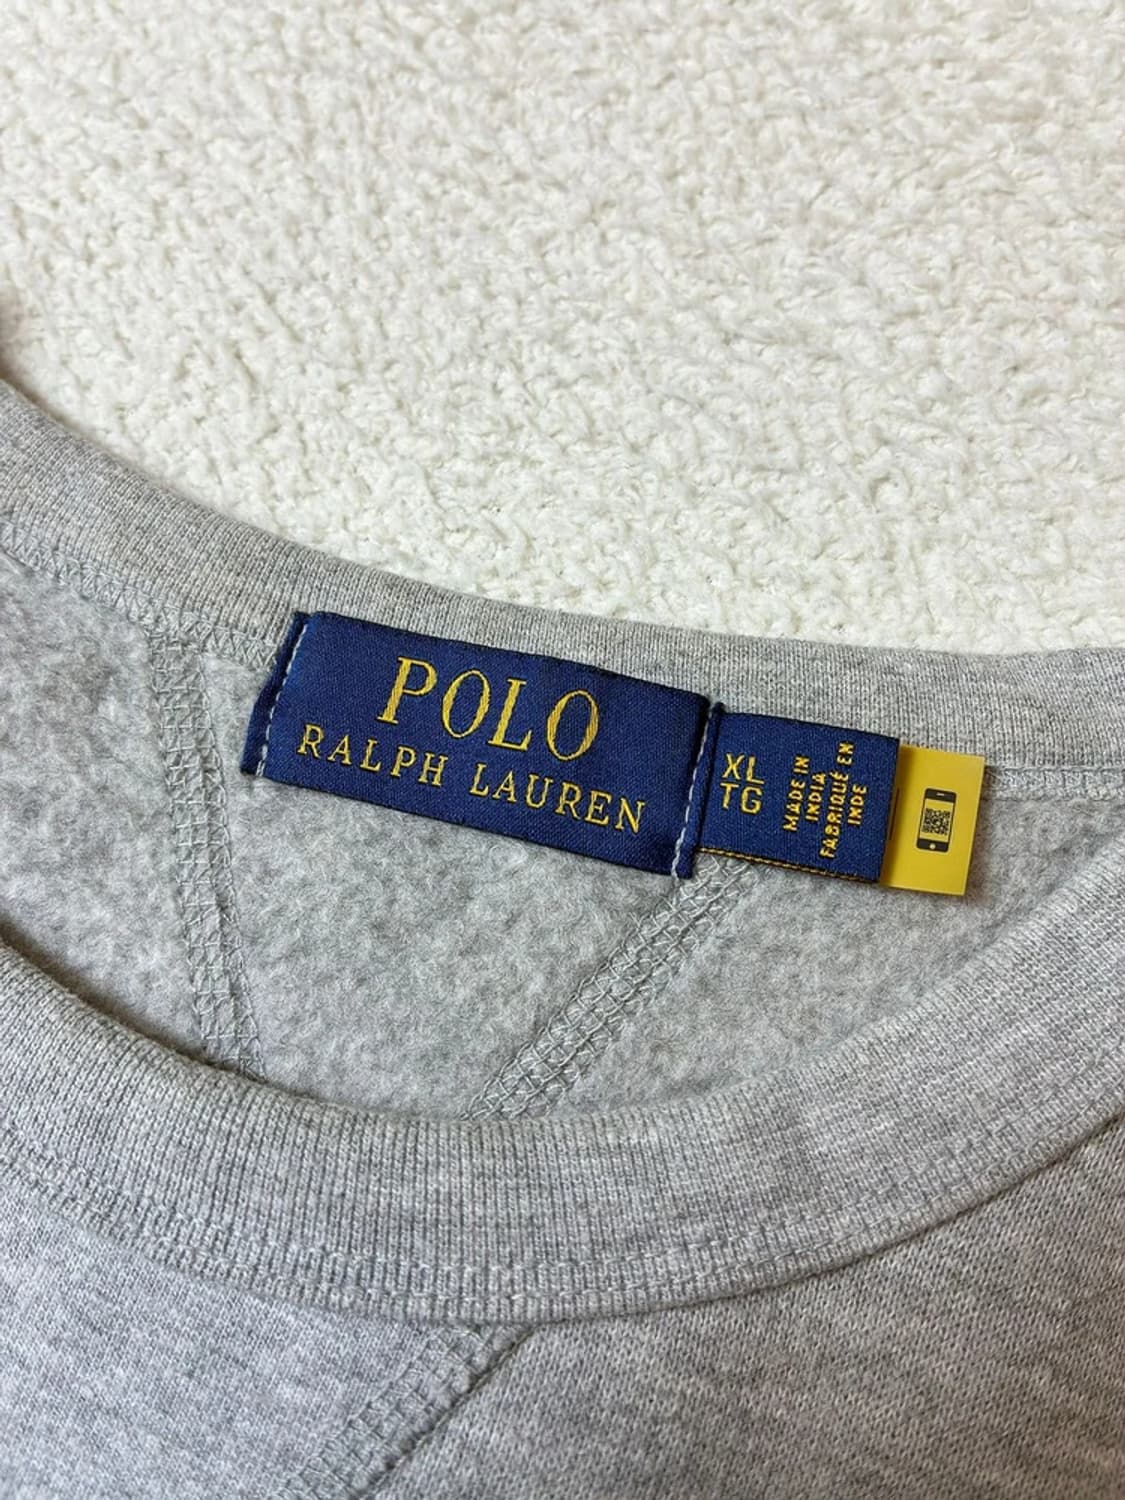 POLO
RALPH LAUREN
XL
TG
MADE IN
INDIA
FABRIQUÉ EN
INDE